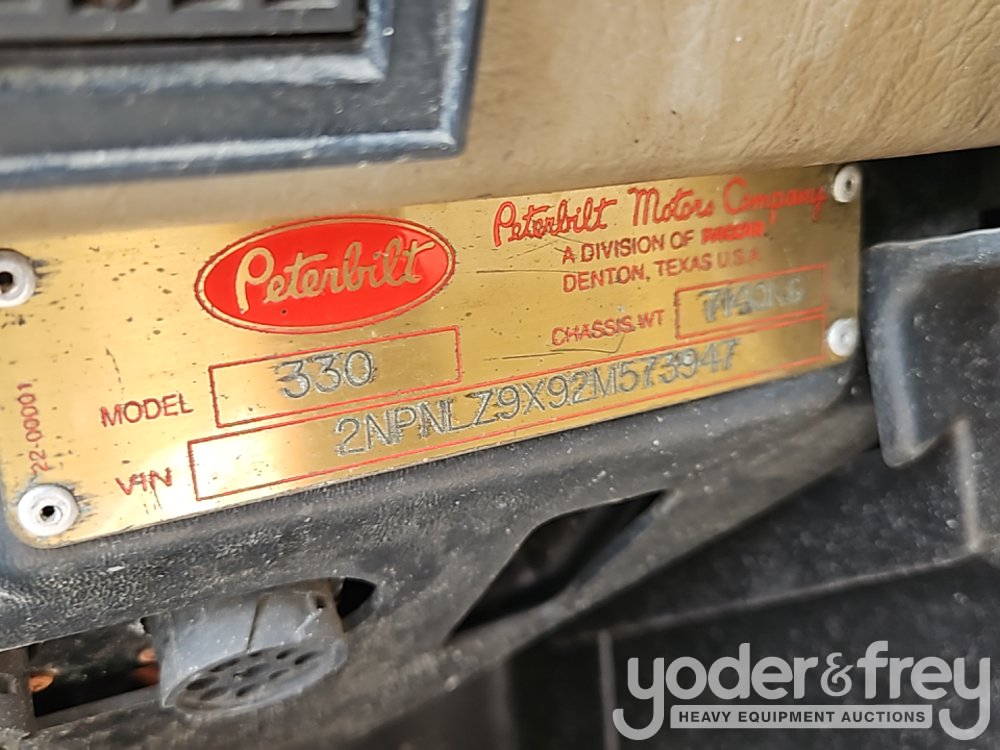 Peterbilt
Peterbilt Motors Company
A DIVISION OF PACCAR
DENTON, TEXAS U.S.A.
CHASSIS WT 7140KG
MODEL 330
VIN 2NPNLZ9X92M573947
22-00001
yoder&frey
HEAVY EQUIPMENT AUCTIONS